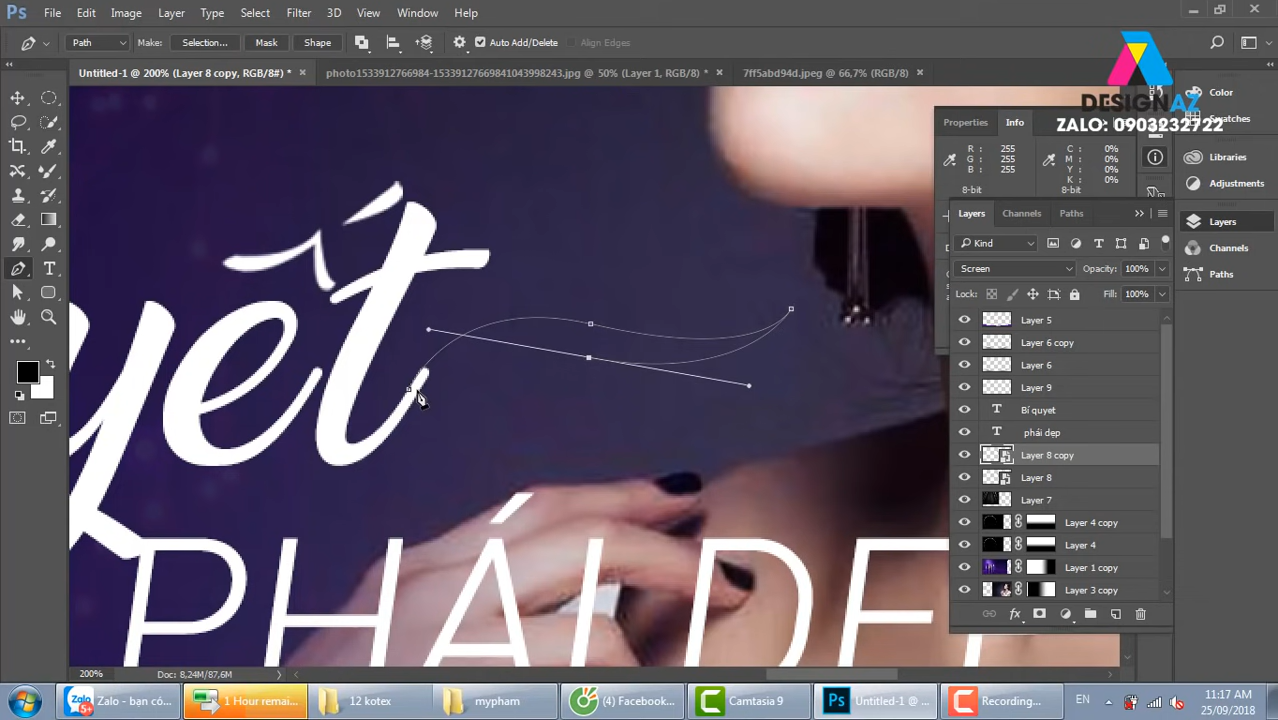 Ps File Edit Image Layer Type Select Filter 3D View Window Help
Path Make: Selection... Mask Shape Auto Add/Delete Align Edges
Untitled-1 @ 200% (Layer 8 copy, RGB/8#) * × photo1533912766984-15339127669841043998243.jpg @ 50% (Layer 1, RGB/8) * × 7ff5abd94d.jpeg @ 66,7% (RGB/8) ×
DESIGNAZ
ZALO: 0903232722
Color
Swatches
Libraries
Adjustments
Layers
Channels
Paths
Properties Info
R: 255 C: 0%
G: 255 M: 0%
B: 255 Y: 0%
K: 0%
8-bit 8-bit
Layers Channels Paths
Kind
Screen Opacity: 100%
Lock: Fill: 100%
Layer 5
Layer 6 copy
Layer 6
Layer 9
T Bí quyet
T phái dẹp
Layer 8 copy
Layer 8
Layer 7
Layer 4 copy
Layer 4
Layer 1 copy
Layer 3 copy
fx
yết
PHÁI
200% Doc: 8,24M/87,6M
Zalo - bạn có... 1 Hour remai... 12 kotex mypham (4) Facebook... Camtasia 9 Untitled-1 @ ... Recording... EN 11:17 AM
25/09/2018